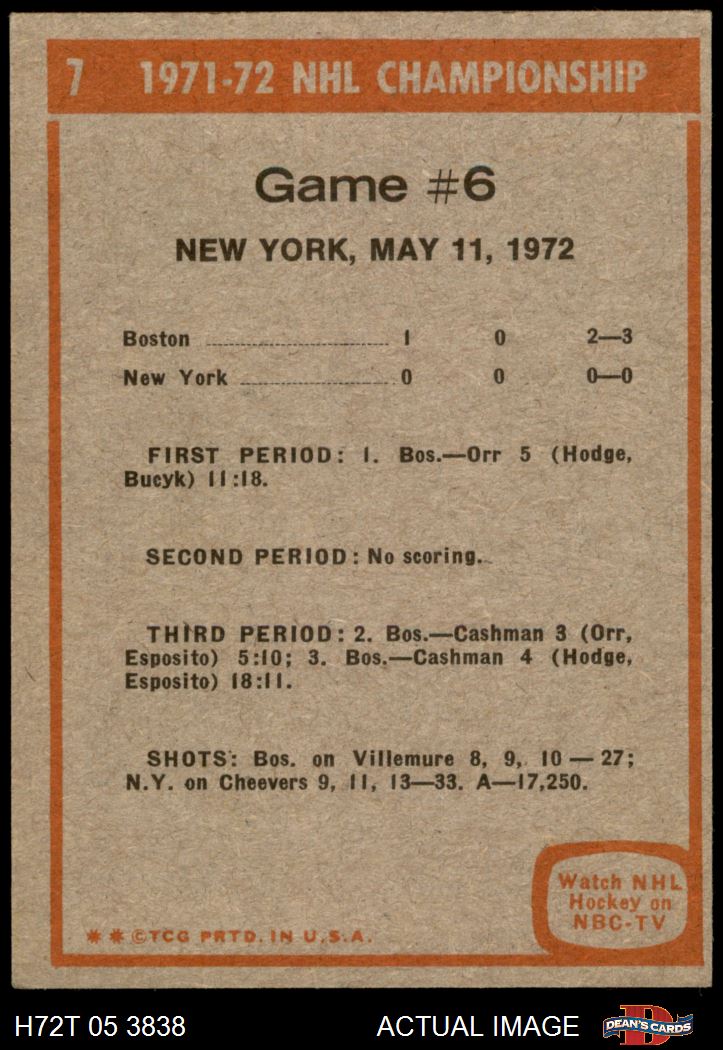 7 1971-72 NHL CHAMPIONSHIP
Game #6
NEW YORK, MAY 11, 1972
Boston ........................ 1 0 2—3
New York ........................ 0 0 0—0
FIRST PERIOD: 1. Bos.—Orr 5 (Hodge,
Bucyk) 11:18.
SECOND PERIOD: No scoring.
THIRD PERIOD: 2. Bos.—Cashman 3 (Orr,
Esposito) 5:10; 3. Bos.—Cashman 4 (Hodge,
Esposito) 18:11.
SHOTS: Bos. on Villemure 8, 9, 10—27;
N.Y. on Cheevers 9, 11, 13—33. A—17,250.
Watch NHL
Hockey on
NBC-TV
✷ ✷ ©TCG PRTD. IN U.S.A.
H72T 05 3838 ACTUAL IMAGE DEAN'S CARDS